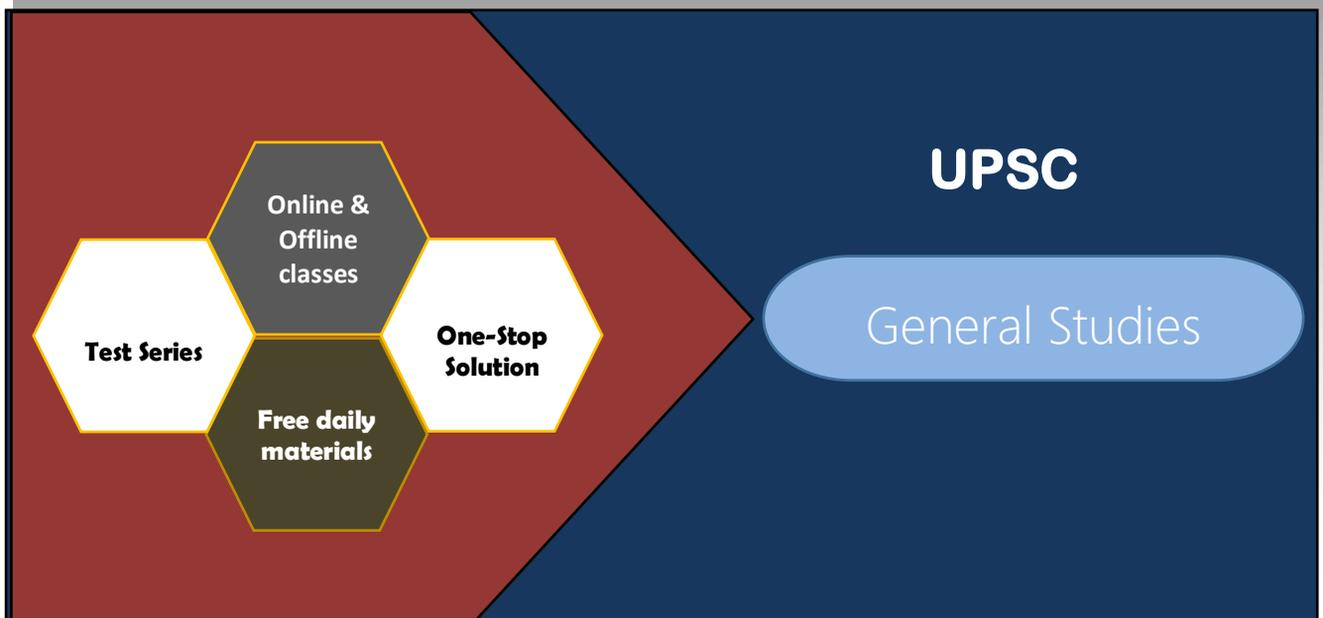 Online &
Offline
classes
Test Series
One-Stop
Solution
Free daily
materials
UPSC
General Studies